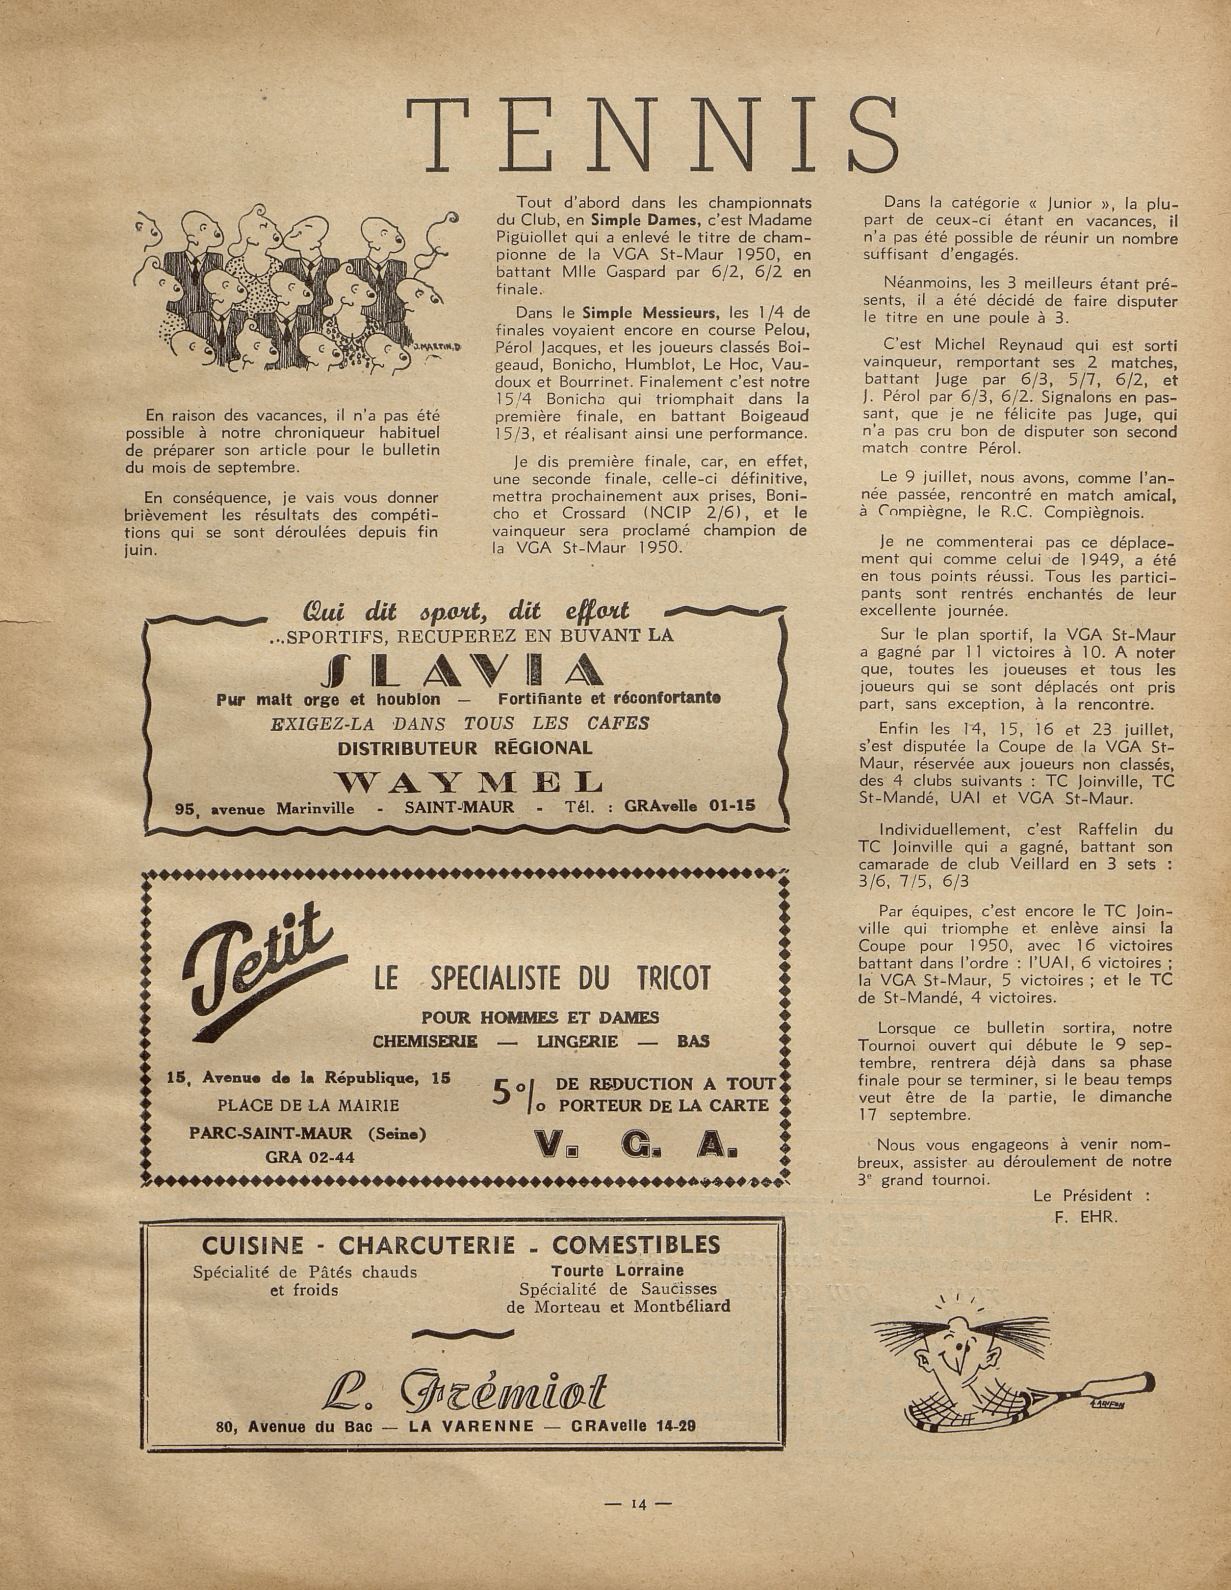 TENNIS
J. MARTIN.D
En raison des vacances, il n'a pas été
possible à notre chroniqueur habituel
de préparer son article pour le bulletin
du mois de septembre.
En conséquence, je vais vous donner
brièvement les résultats des compéti-
tions qui se sont déroulées depuis fin
juin.
Tout d'abord dans les championnats
du Club, en Simple Dames, c'est Madame
Piguiollet qui a enlevé le titre de cham-
pionne de la VGA St-Maur 1950, en
battant Mlle Gaspard par 6/2, 6/2 en
finale.
Dans le Simple Messieurs, les 1/4 de
finales voyaient encore en course Pelou,
Pérol Jacques, et les joueurs classés Boi-
geaud, Bonicho, Humblot, Le Hoc, Vau-
doux et Bourrinet. Finalement c'est notre
15/4 Bonicho qui triomphait dans la
première finale, en battant Boigeaud
15/3, et réalisant ainsi une performance.
Je dis première finale, car, en effet,
une seconde finale, celle-ci définitive,
mettra prochainement aux prises, Boni-
cho et Crossard (NCIP 2/6), et le
vainqueur sera proclamé champion de
la VGA St-Maur 1950.
Dans la catégorie « Junior », la plu-
part de ceux-ci étant en vacances, il
n'a pas été possible de réunir un nombre
suffisant d'engagés.
Néanmoins, les 3 meilleurs étant pré-
sents, il a été décidé de faire disputer
le titre en une poule à 3.
C'est Michel Reynaud qui est sorti
vainqueur, remportant ses 2 matches,
battant Juge par 6/3, 5/7, 6/2, et
J. Pérol par 6/3, 6/2. Signalons en pas-
sant, que je ne félicite pas Juge, qui
n'a pas cru bon de disputer son second
match contre Pérol.
Le 9 juillet, nous avons, comme l'an-
née passée, rencontré en match amical,
à Compiègne, le R.C. Compiègnois.
Je ne commenterai pas ce déplace-
ment qui comme celui de 1949, a été
en tous points réussi. Tous les partici-
pants sont rentrés enchantés de leur
excellente journée.
Sur le plan sportif, la VGA St-Maur
a gagné par 11 victoires à 10. A noter
que, toutes les joueuses et tous les
joueurs qui se sont déplacés ont pris
part, sans exception, à la rencontre.
Enfin les 14, 15, 16 et 23 juillet,
s'est disputée la Coupe de la VGA St-
Maur, réservée aux joueurs non classés,
des 4 clubs suivants : TC Joinville, TC
St-Mandé, UAI et VGA St-Maur.
Individuellement, c'est Raffelin du
TC Joinville qui a gagné, battant son
camarade de club Veillard en 3 sets :
3/6, 7/5, 6/3
Par équipes, c'est encore le TC Join-
ville qui triomphe et enlève ainsi la
Coupe pour 1950, avec 16 victoires
battant dans l'ordre : l'UAI, 6 victoires ;
la VGA St-Maur, 5 victoires ; et le TC
de St-Mandé, 4 victoires.
Lorsque ce bulletin sortira, notre
Tournoi ouvert qui débute le 9 sep-
tembre, rentrera déjà dans sa phase
finale pour se terminer, si le beau temps
veut être de la partie, le dimanche
17 septembre.
Nous vous engageons à venir nom-
breux, assister au déroulement de notre
3e grand tournoi.
Le Président :
F. EHR.
Qui dit sport, dit effort
...SPORTIFS, RECUPEREZ EN BUVANT LA
SLAVIA
Pur malt orge et houblon — Fortifiante et réconfortante
EXIGEZ-LA DANS TOUS LES CAFES
DISTRIBUTEUR RÉGIONAL
WAYMEL
95, avenue Marinville - SAINT-MAUR - Tél. : GRAvelle 01-15
Petit
LE SPECIALISTE DU TRICOT
POUR HOMMES ET DAMES
CHEMISERIE — LINGERIE — BAS
15, Avenue de la République, 15
PLACE DE LA MAIRIE
PARC-SAINT-MAUR (Seine)
GRA 02-44
5 % DE REDUCTION A TOUT
PORTEUR DE LA CARTE
V. G. A.
CUISINE - CHARCUTERIE - COMESTIBLES
Spécialité de Pâtés chauds
et froids
Tourte Lorraine
Spécialité de Saucisses
de Morteau et Montbéliard
L. Frémiot
80, Avenue du Bac — LA VARENNE — GRAvelle 14-29
— 14 —